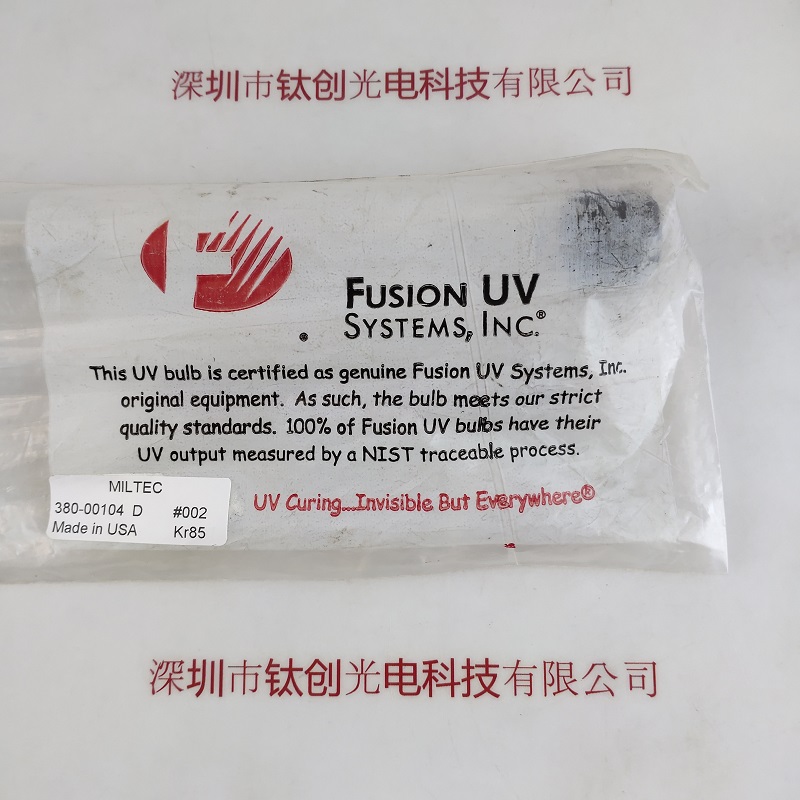 深圳市钛创光电科技有限公司
FUSION UV
SYSTEMS, INC.®
This UV bulb is certified as genuine Fusion UV Systems, Inc.
original equipment. As such, the bulb meets our strict
quality standards. 100% of Fusion UV bulbs have their
UV output measured by a NIST traceable process.
UV Curing....Invisible But Everywhere®
MILTEC
380-00104 D #002
Made in USA Kr85
深圳市钛创光电科技有限公司